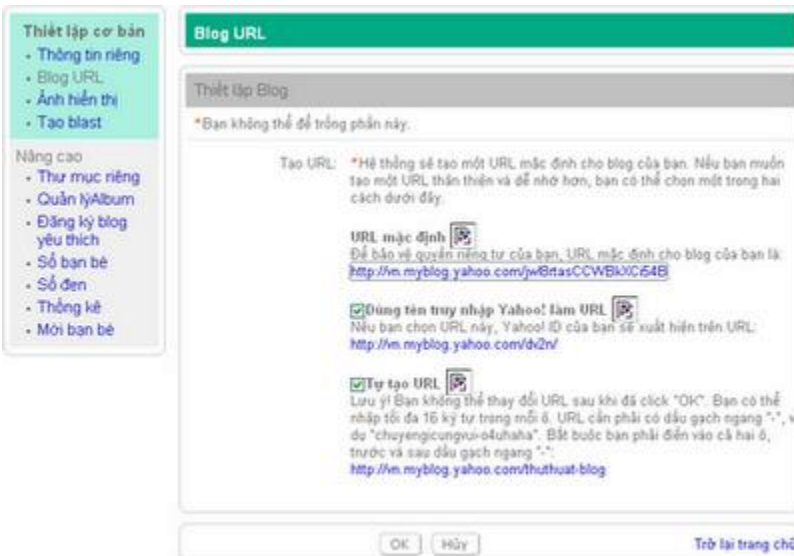 Thiết lập cơ bản
Thông tin riêng
Blog URL
Ảnh hiển thị
Tạo blast
Nâng cao
Thư mục riêng
Quản lýAlbum
Đăng ký blog
yêu thích
Sổ bạn bè
Sổ đen
Thống kê
Mời bạn bè
Blog URL
Thiết lập Blog
*Bạn không thể để trống phần này.
Tạo URL: *Hệ thống sẽ tạo một URL mặc định cho blog của bạn. Nếu bạn muốn
tạo một URL thân thiện và dễ nhớ hơn, bạn có thể chọn một trong hai
cách dưới đây.
URL mặc định
Để bảo vệ quyền riêng tư của bạn, URL mặc định cho blog của bạn là:
http://vn.myblog.yahoo.com/jwl8rtasCCWBkXCi54B
Dùng tên truy nhập Yahoo! làm URL
Nếu bạn chọn URL này, Yahoo! ID của bạn sẽ xuất hiện trên URL:
http://vn.myblog.yahoo.com/dv2n/
Tự tạo URL
Lưu ý! Bạn không thể thay đổi URL sau khi đã click "OK". Bạn có thể
nhập tối đa 16 ký tự trong mỗi ô. URL cần phải có dấu gạch ngang "-", v
dụ "chuyengicungvui-o4uhaha". Bắt buộc bạn phải điền vào cả hai ô,
trước và sau dấu gạch ngang "-":
http://vn.myblog.yahoo.com/thuthuat-blog
OK Hủy Trở lại trang chủ